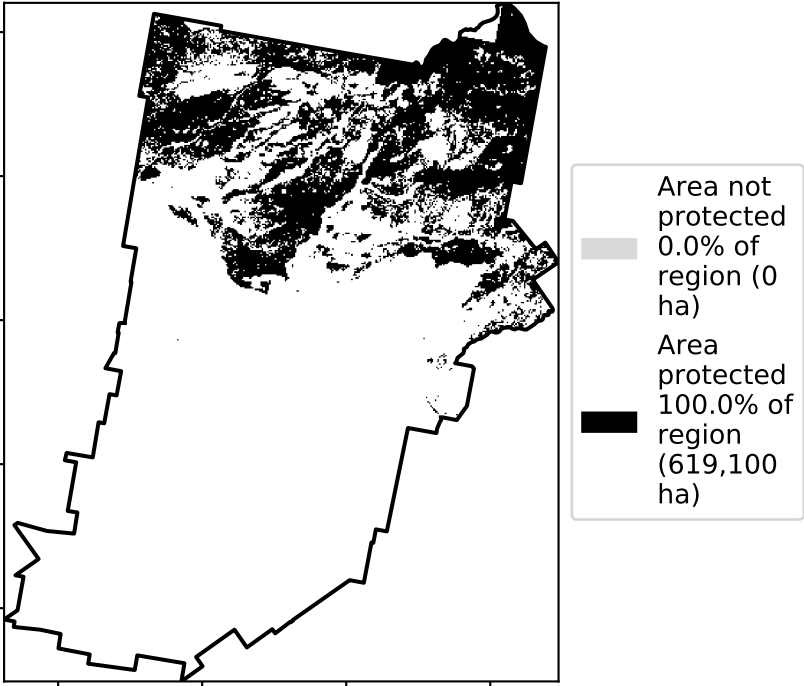 Area not
protected
0.0% of
region (0
ha)
Area
protected
100.0% of
region
(619,100
ha)